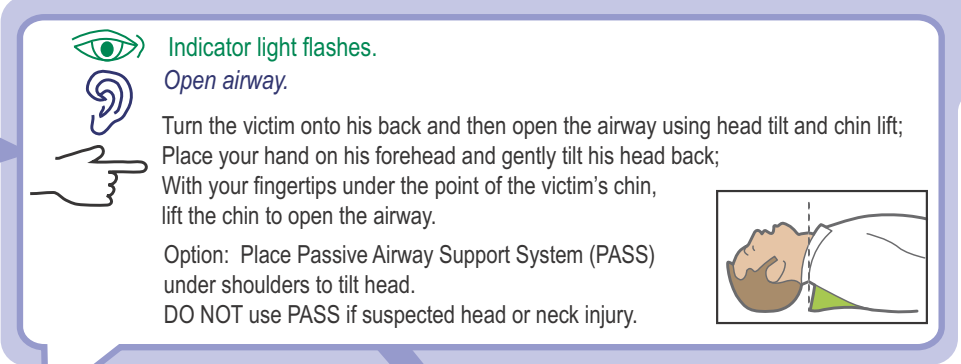 Indicator light flashes.
Open airway.
Turn the victim onto his back and then open the airway using head tilt and chin lift;
Place your hand on his forehead and gently tilt his head back;
With your fingertips under the point of the victim's chin,
lift the chin to open the airway.
Option: Place Passive Airway Support System (PASS)
under shoulders to tilt head.
DO NOT use PASS if suspected head or neck injury.